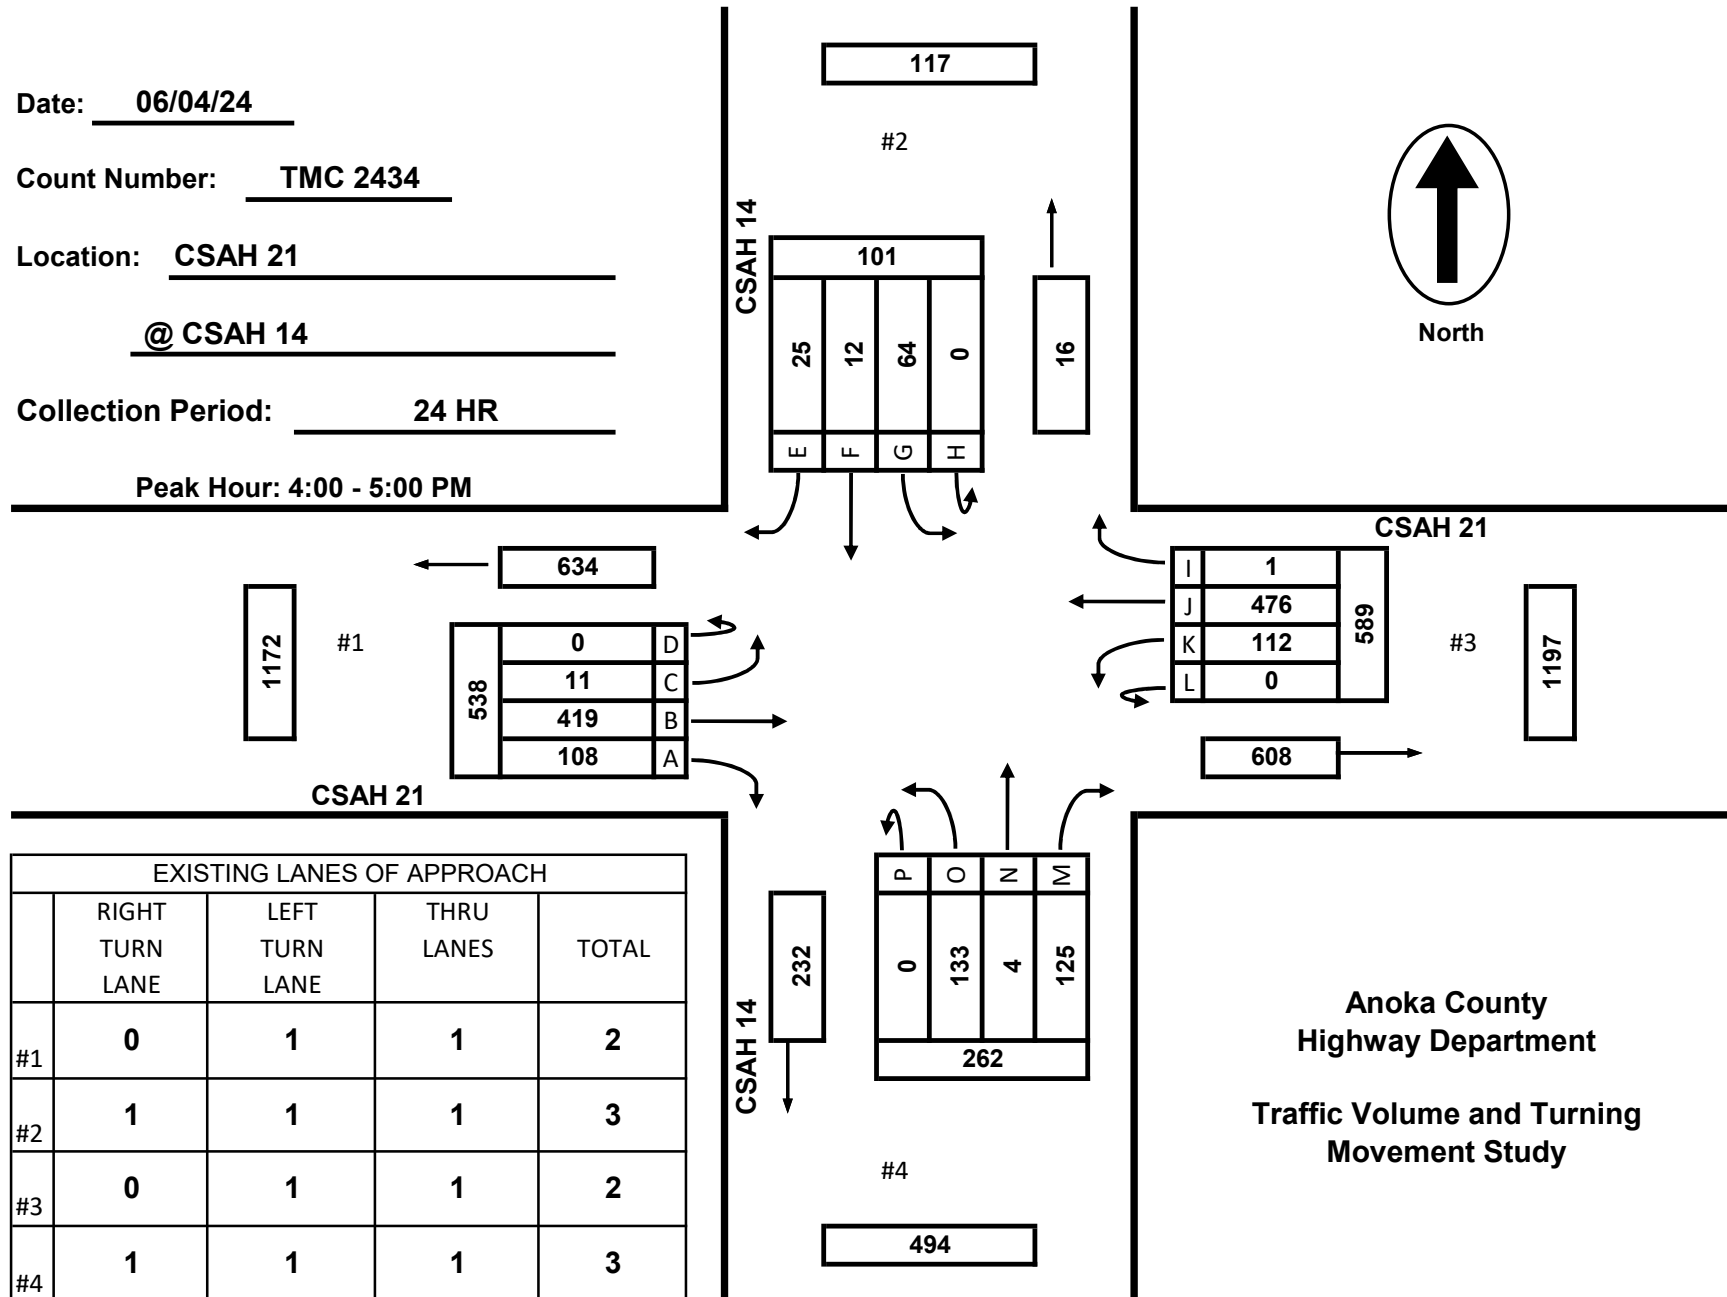 Date: 06/04/24
Count Number: TMC 2434
Location: CSAH 21
@ CSAH 14
Collection Period: 24 HR
Peak Hour: 4:00 - 5:00 PM
117
#2
CSAH 14
101
25 12 64 0
E F G H
16
North
634
1172
#1
538
0 D
11 C
419 B
108 A
CSAH 21
CSAH 21
I 1
J 476
K 112
L 0
589
#3
1197
608
EXISTING LANES OF APPROACH
RIGHT LEFT THRU
TURN TURN LANES TOTAL
LANE LANE
#1 0 1 1 2
#2 1 1 1 3
#3 0 1 1 2
#4 1 1 1 3
CSAH 14
232
P O N M
0 133 4 125
262
#4
494
Anoka County
Highway Department
Traffic Volume and Turning
Movement Study